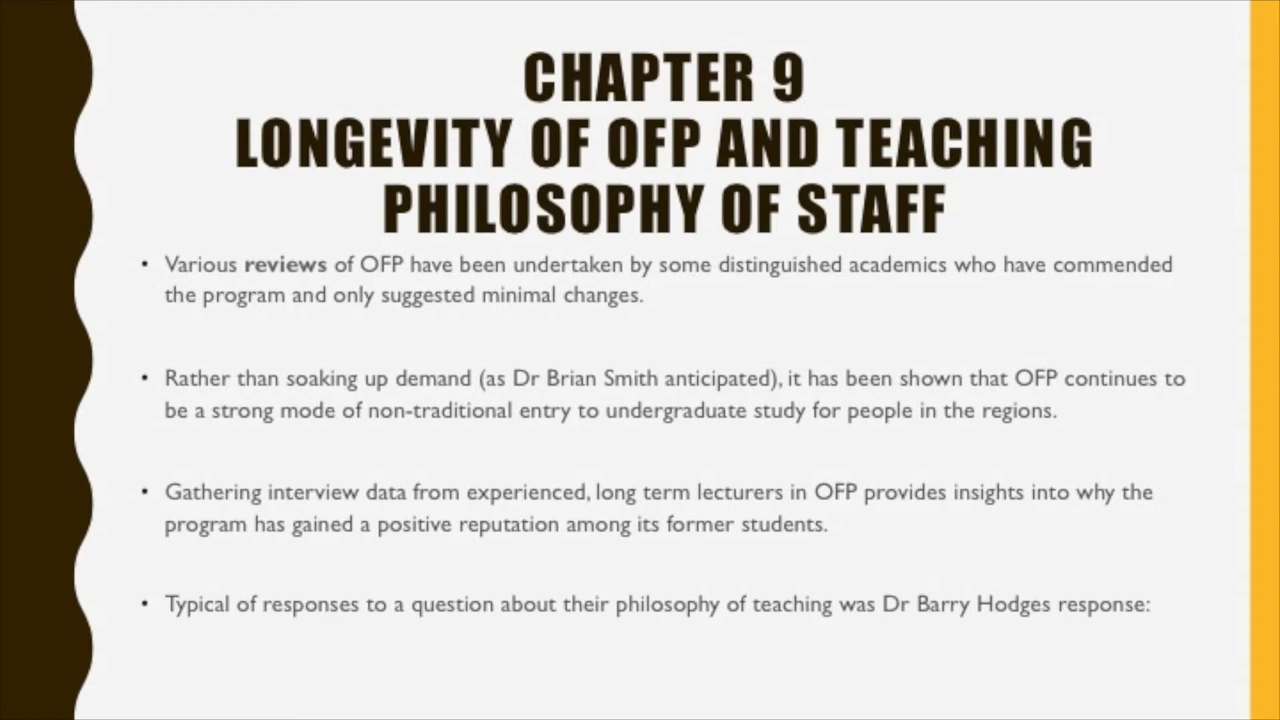 CHAPTER 9
LONGEVITY OF OFP AND TEACHING
PHILOSOPHY OF STAFF
• Various reviews of OFP have been undertaken by some distinguished academics who have commended
the program and only suggested minimal changes.
• Rather than soaking up demand (as Dr Brian Smith anticipated), it has been shown that OFP continues to
be a strong mode of non-traditional entry to undergraduate study for people in the regions.
• Gathering interview data from experienced, long term lecturers in OFP provides insights into why the
program has gained a positive reputation among its former students.
• Typical of responses to a question about their philosophy of teaching was Dr Barry Hodges response: